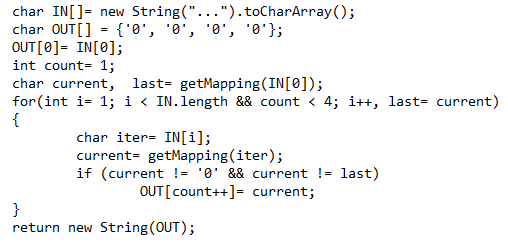 char IN[]= new String("...").toCharArray();
char OUT[] = {'0', '0', '0', '0'};
OUT[0]= IN[0];
int count= 1;
char current,  last= getMapping(IN[0]);
for(int i= 1; i < IN.length && count < 4; i++, last= current)
{
        char iter= IN[i];
        current= getMapping(iter);
        if (current != '0' && current != last)
                OUT[count++]= current;
}
return new String(OUT);